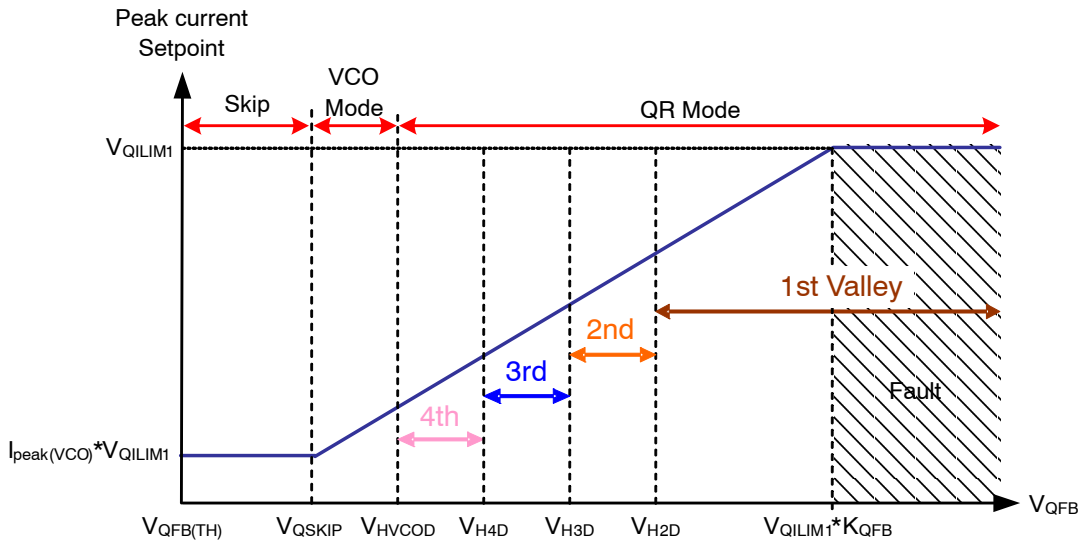 Peak current
Setpoint
Skip
VCO
Mode
QR Mode
VQILIM1
1st Valley
2nd
3rd
4th
Fault
Ipeak(VCO)*VQILIM1
VQFB(TH)
VQSKIP
VHVCOD
VH4D
VH3D
VH2D
VQILIM1*KQFB
VQFB